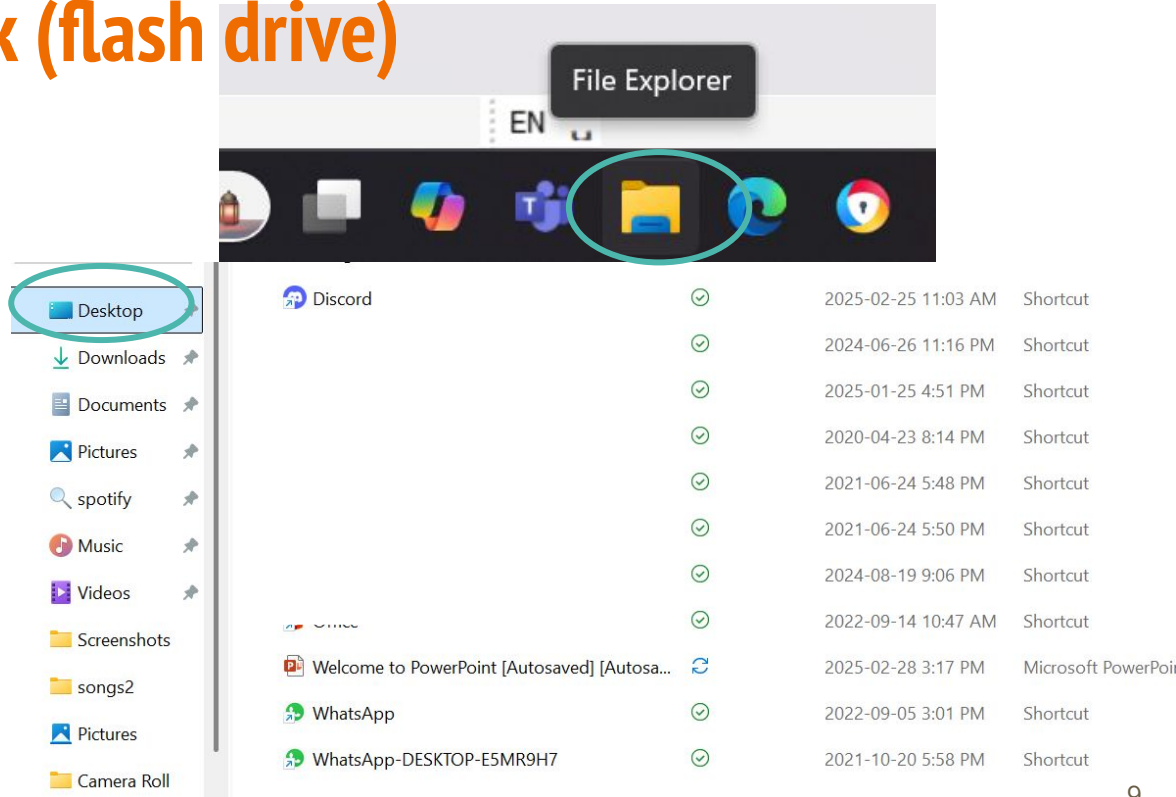 k (flash drive)
File Explorer
EN
Desktop
Discord 2025-02-25 11:03 AM Shortcut
Downloads
2024-06-26 11:16 PM Shortcut
Documents
2025-01-25 4:51 PM Shortcut
Pictures
2020-04-23 8:14 PM Shortcut
spotify
2021-06-24 5:48 PM Shortcut
Music
2021-06-24 5:50 PM Shortcut
Videos
2024-08-19 9:06 PM Shortcut
Screenshots
2022-09-14 10:47 AM Shortcut
songs2
Welcome to PowerPoint [Autosaved] [Autosa... 2025-02-28 3:17 PM Microsoft PowerPoin
Pictures
WhatsApp 2022-09-05 3:01 PM Shortcut
Camera Roll
WhatsApp-DESKTOP-E5MR9H7 2021-10-20 5:58 PM Shortcut